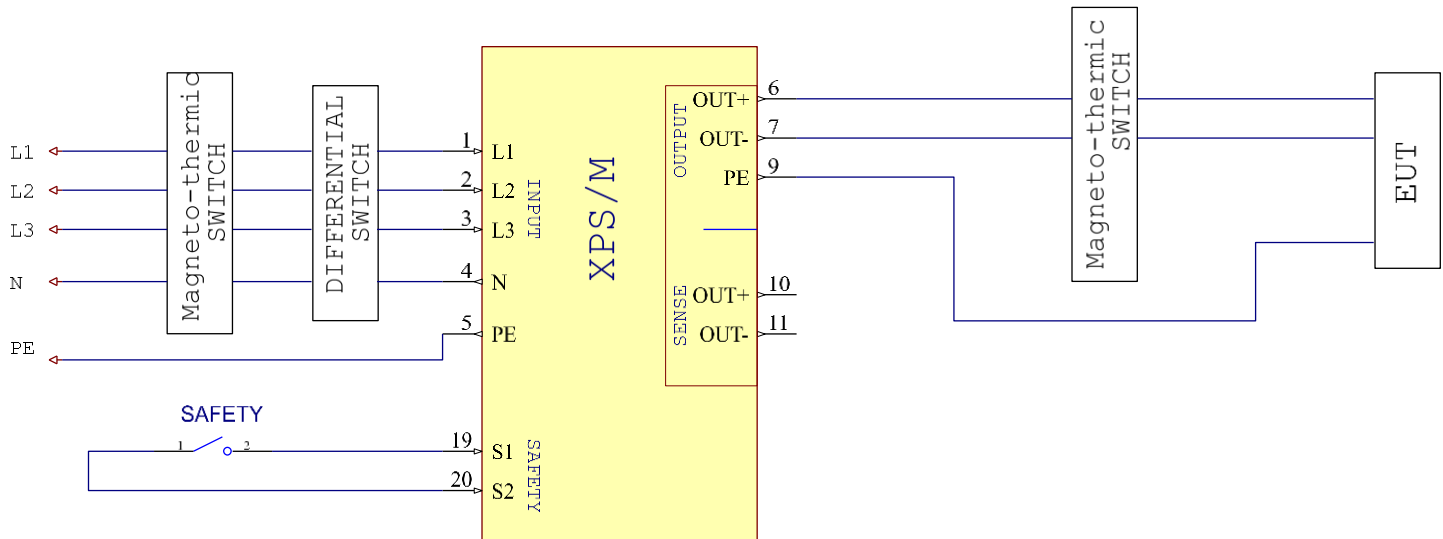 Magneto-thermic
SWITCH
DIFFERENTIAL
SWITCH
L1
L2
L3
N
PE
1
2
3
4
5
L1
L2
L3
N
PE
INPUT
XPS/M
OUTPUT
OUT+
OUT-
PE
6
7
9
SENSE
OUT+
OUT-
10
11
Magneto-thermic
SWITCH
EUT
SAFETY
1
2
19
20
S1
S2
SAFETY